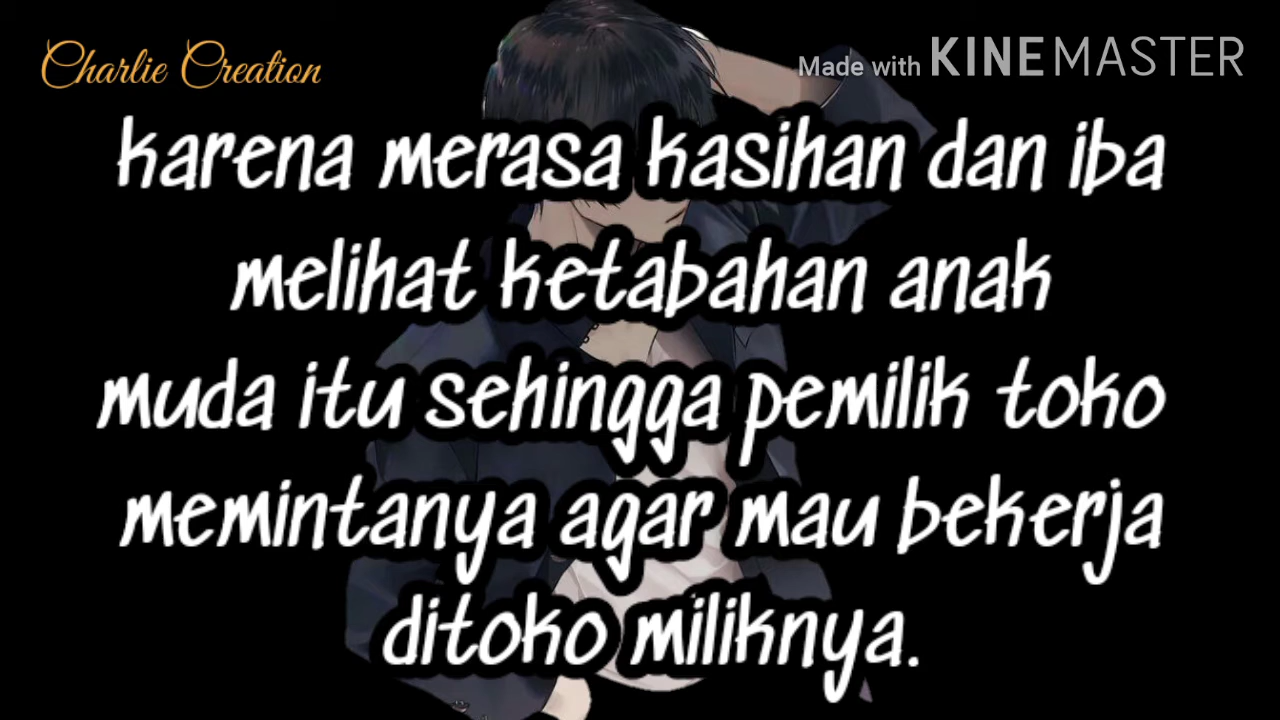 Charlie Creation
Made with KINEMASTER
karena merasa kasihan dan iba
melihat ketabahan anak
muda itu sehingga pemilik toko
memintanya agar mau bekerja
ditoko miliknya.